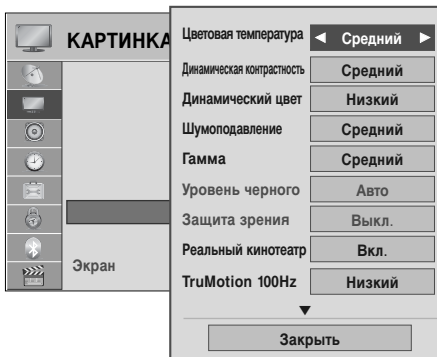 КАРТИНКА
Экран
Цветовая температура ◄ Средний ►
Динамическая контрастность Средний
Динамический цвет Низкий
Шумоподавление Средний
Гамма Средний
Уровень черного Авто
Защита зрения Выкл.
Реальный кинотеатр Вкл.
TruMotion 100Hz Низкий
▼
Закрыть